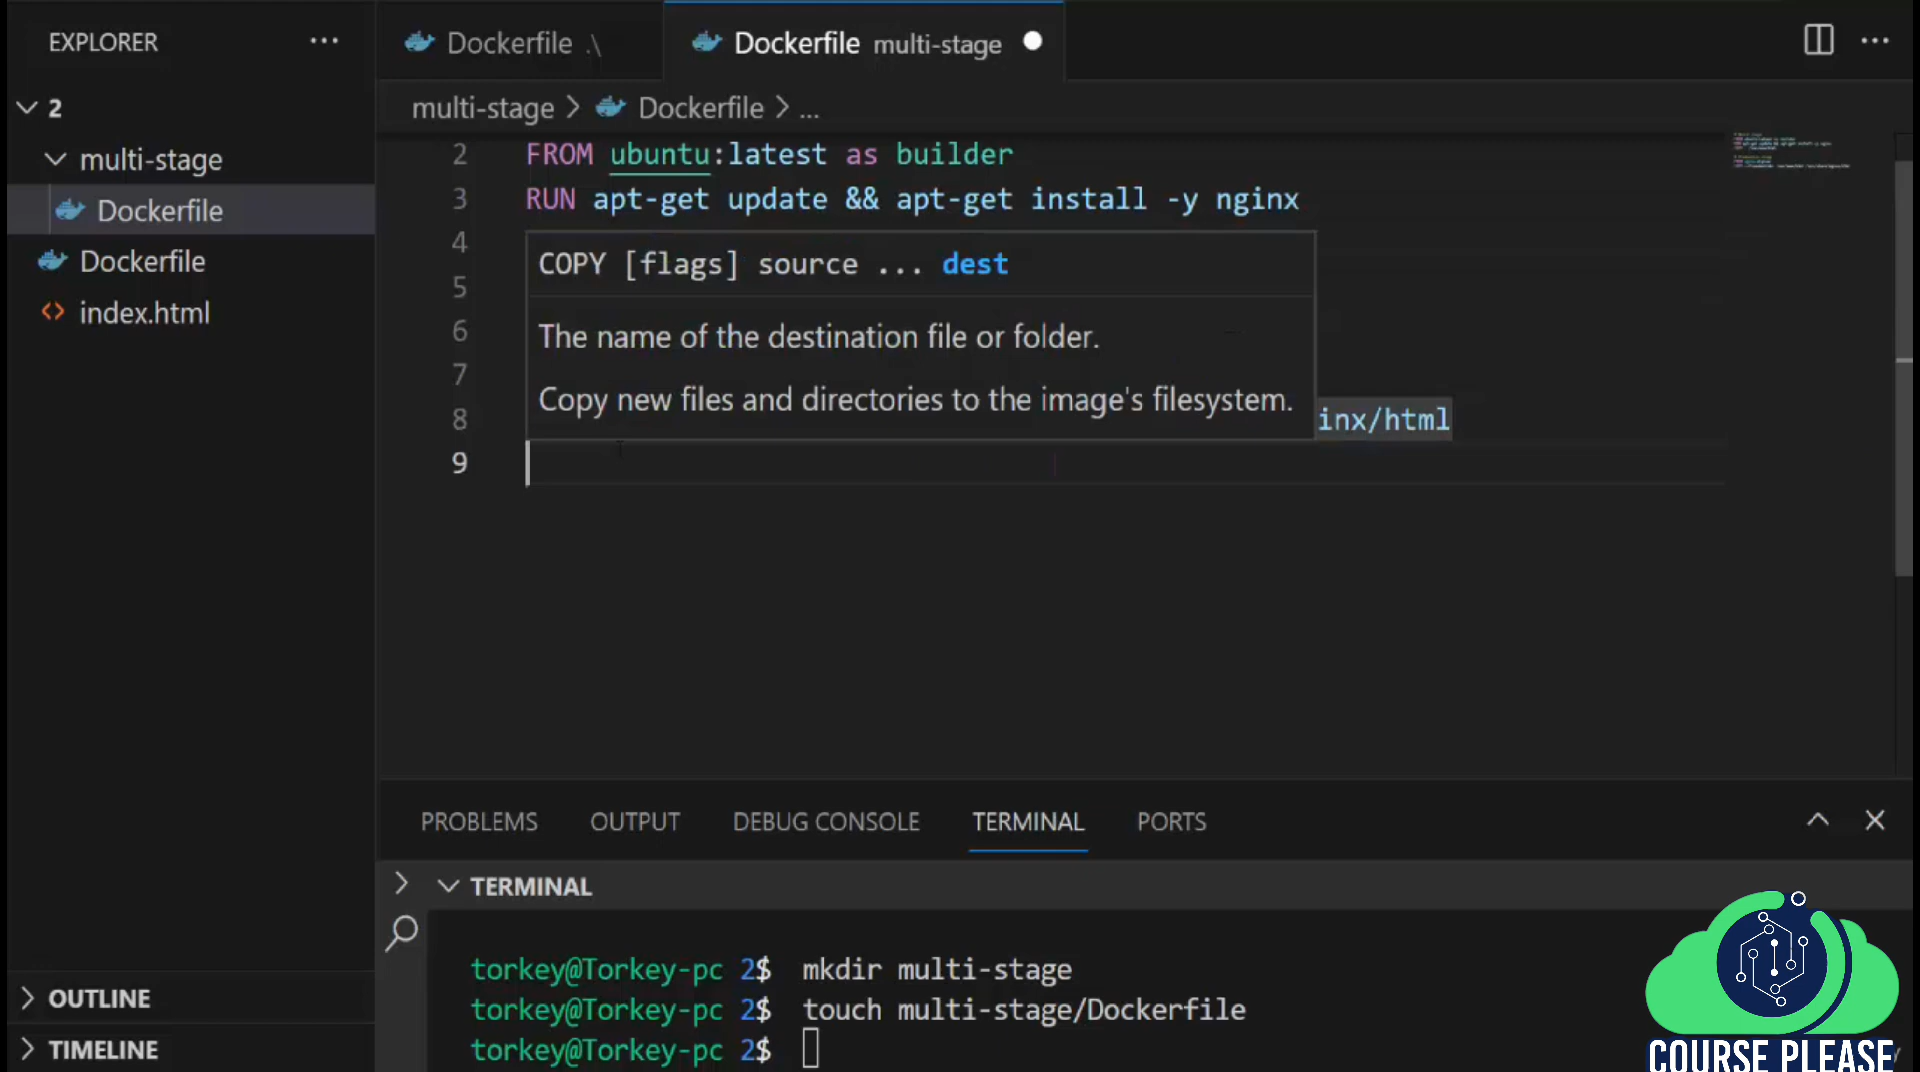 EXPLORER ...
Dockerfile .\
Dockerfile multi-stage
...
2
multi-stage > Dockerfile > ...
multi-stage
Dockerfile
Dockerfile
index.html
2 FROM ubuntu:latest as builder
3 RUN apt-get update && apt-get install -y nginx
4
COPY [flags] source ... dest
5
The name of the destination file or folder.
6
7
Copy new files and directories to the image's filesystem.
8 inx/html
9
PROBLEMS OUTPUT DEBUG CONSOLE TERMINAL PORTS
TERMINAL
torkey@Torkey-pc 2$ mkdir multi-stage
torkey@Torkey-pc 2$ touch multi-stage/Dockerfile
torkey@Torkey-pc 2$
OUTLINE
TIMELINE
COURSE PLEASE